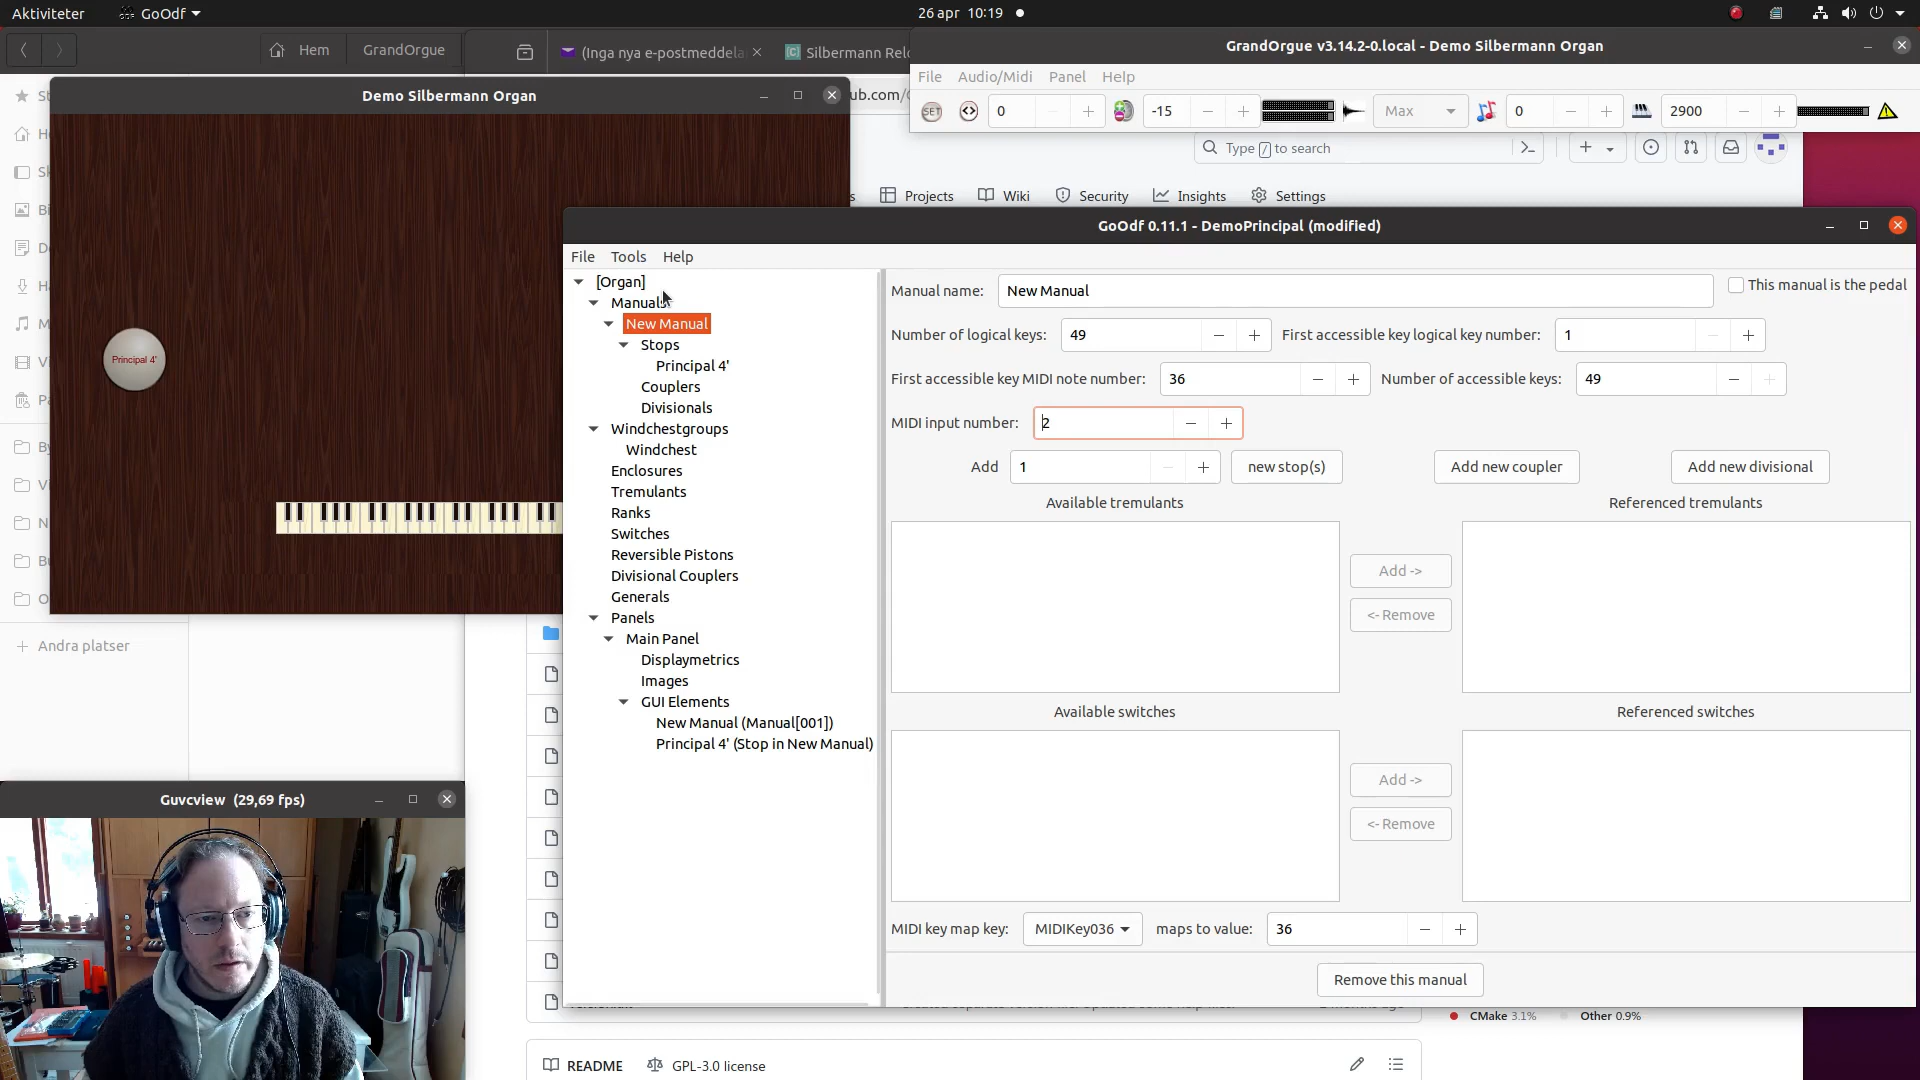 Aktiviteter
GoOdf
26 apr 10:19
Hem
GrandOrgue
(Inga nya e-postmeddela
Silbermann Relo
ub.com/
GrandOrgue v3.14.2-0.local - Demo Silbermann Organ
File Audio/Midi Panel Help
SET
0
-15
Max
0
2900
Demo Silbermann Organ
Principal 4'
Type / to search
Projects
Wiki
Security
Insights
Settings
Andra platser
GoOdf 0.11.1 - DemoPrincipal (modified)
File Tools Help
[Organ]
Manuals
New Manual
Stops
Principal 4'
Couplers
Divisionals
Windchestgroups
Windchest
Enclosures
Tremulants
Ranks
Switches
Reversible Pistons
Divisional Couplers
Generals
Panels
Main Panel
Displaymetrics
Images
GUI Elements
New Manual (Manual[001])
Principal 4' (Stop in New Manual)
Manual name: New Manual
This manual is the pedal
Number of logical keys: 49
First accessible key logical key number: 1
First accessible key MIDI note number: 36
Number of accessible keys: 49
MIDI input number: 2
Add 1 new stop(s)
Add new coupler
Add new divisional
Available tremulants
Referenced tremulants
Add ->
<- Remove
Available switches
Referenced switches
Add ->
<- Remove
MIDI key map key: MIDIKey036 maps to value: 36
Remove this manual
Guvcview (29,69 fps)
CMake 3.1%
Other 0.9%
README
GPL-3.0 license